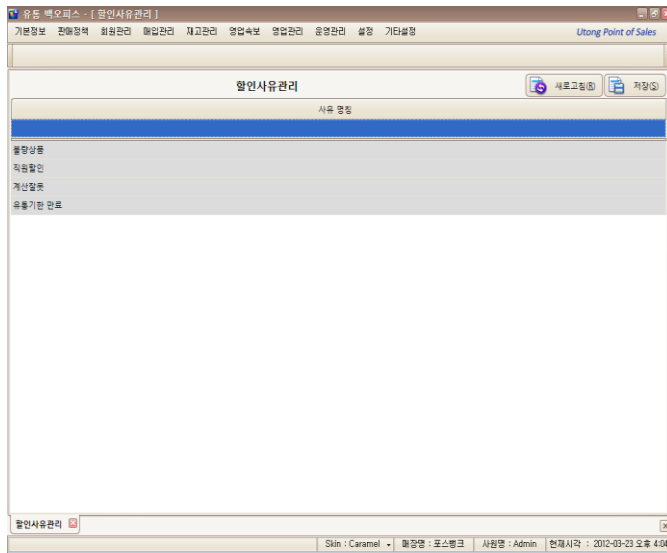 유통 백오피스 - [ 할인사유관리 ]
기본정보 판매정책 회원관리 매입관리 재고관리 영업속보 영업관리 운영관리 설정 기타설정 Utong Point of Sales
할인사유관리 새로고침(R) 저장(S)
사유 명칭
불량상품
직원할인
계산잘못
유통기한 만료
할인사유관리
Skin : Caramel 매장명 : 포스뱅크 사원명 : Admin 현재시각 : 2012-03-23 오후 4:04